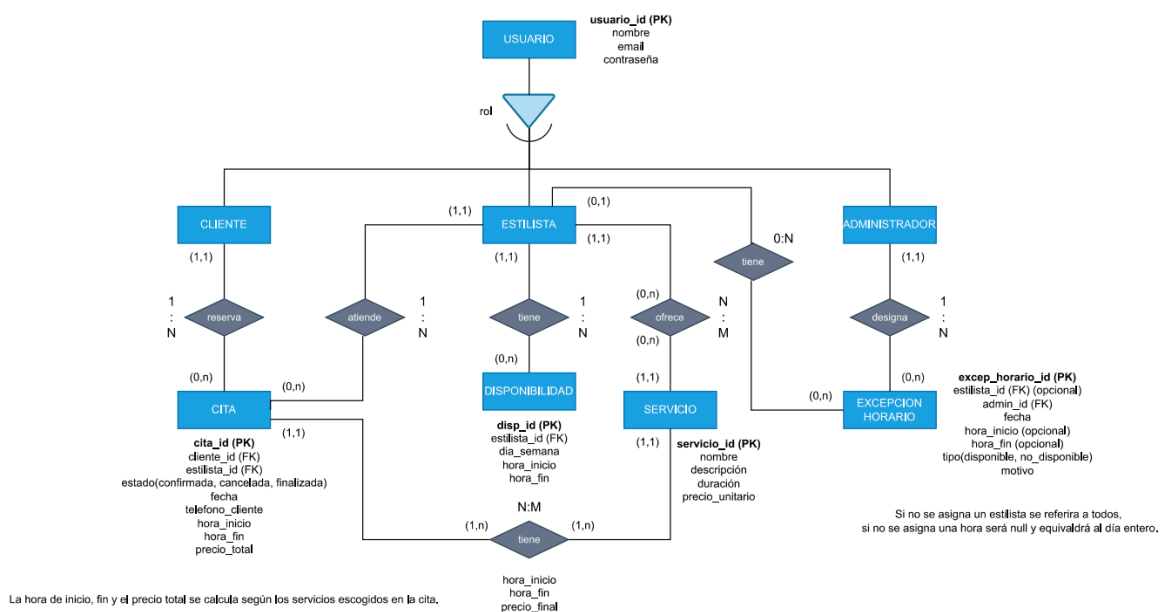 usuario_id (PK)
nombre
email
contraseña
USUARIO
rol
CLIENTE
(1,1)
ESTILISTA
(0,1)
ADMINISTRADOR
(1,1)
(1,1)
(1,1)
(1,1)
0:N
tiene
1
:
N
reserva
atiende
1
:
N
tiene
1
:
N
(0,n)
ofrece
(0,n)
N
:
M
designa
1
:
N
(0,n)
(0,n)
(0,n)
(1,1)
(0,n)
(0,n)
CITA
(1,1)
DISPONIBILIDAD
SERVICIO
(1,1)
EXCEPCION
HORARIO
excep_horario_id (PK)
estilista_id (FK) (opcional)
admin_id (FK)
fecha
hora_inicio (opcional)
hora_fin (opcional)
tipo(disponible, no_disponible)
motivo
cita_id (PK)
cliente_id (FK)
estilista_id (FK)
estado(confirmada, cancelada, finalizada)
fecha
telefono_cliente
hora_inicio
hora_fin
precio_total
disp_id (PK)
estilista_id (FK)
dia_semana
hora_inicio
hora_fin
servicio_id (PK)
nombre
descripción
duración
precio_unitario
N:M
(1,n)
tiene
(1,n)
hora_inicio
hora_fin
precio_final
Si no se asigna un estilista se referira a todos,
si no se asigna una hora será null y equivaldrá al día entero.
La hora de inicio, fin y el precio total se calcula según los servicios escogidos en la cita.